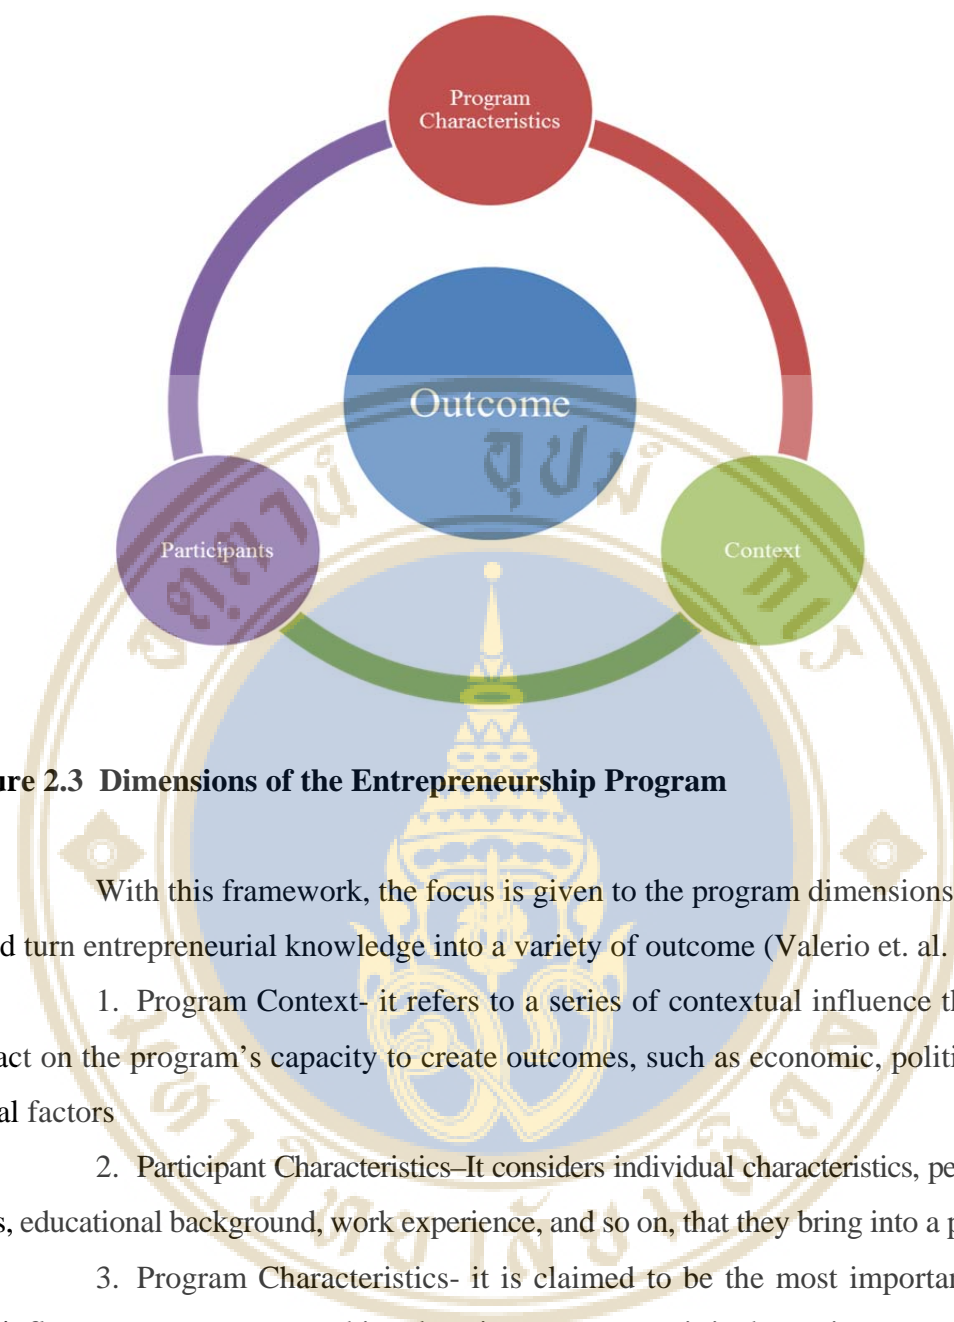 Program
Characteristics
Outcome
Participants
Context
ure 2.3 Dimensions of the Entrepreneurship Program
With this framework, the focus is given to the program dimensions
d turn entrepreneurial knowledge into a variety of outcome (Valerio et. al.
1. Program Context- it refers to a series of contextual influence th
act on the program’s capacity to create outcomes, such as economic, politi
al factors
2. Participant Characteristics–It considers individual characteristics, pe
s, educational background, work experience, and so on, that they bring into a p
3. Program Characteristics- it is claimed to be the most importan